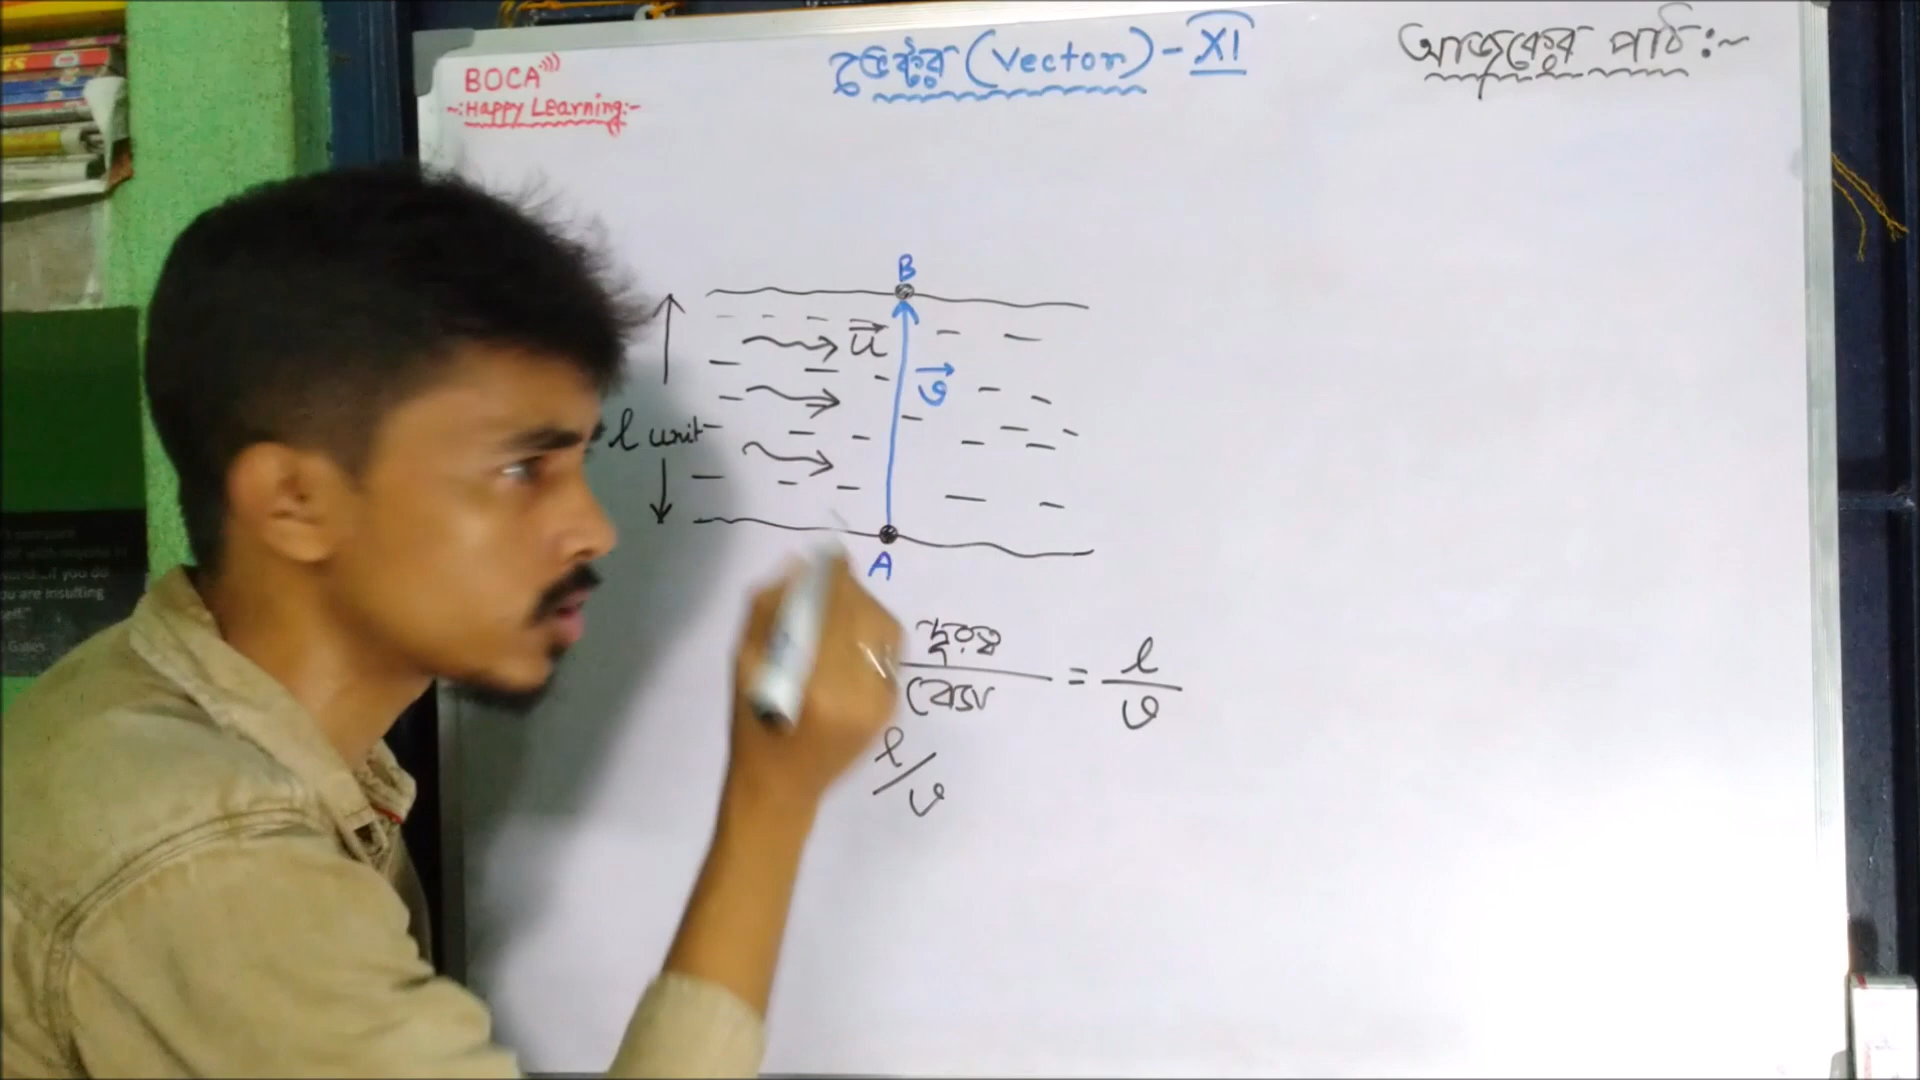 BOCA
~:Happy Learning:~
ভেক্টর (Vector) - XI
আজকের পাঠ:~
B
u
v
l unit
A
দূরত্ব
বেগ
= l / v
l / v